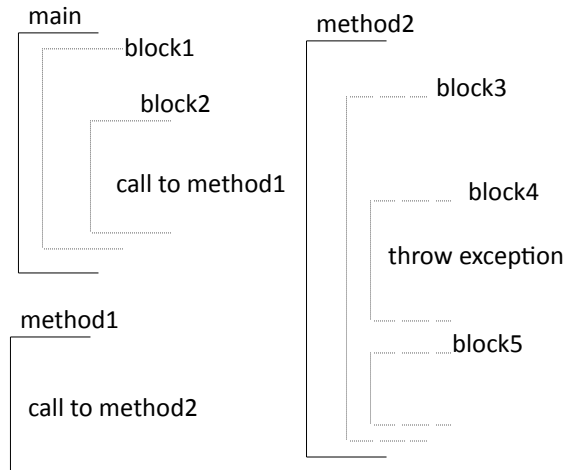 main
block1
block2
call to method1
method1
call to method2
method2
block3
block4
throw exception
block5